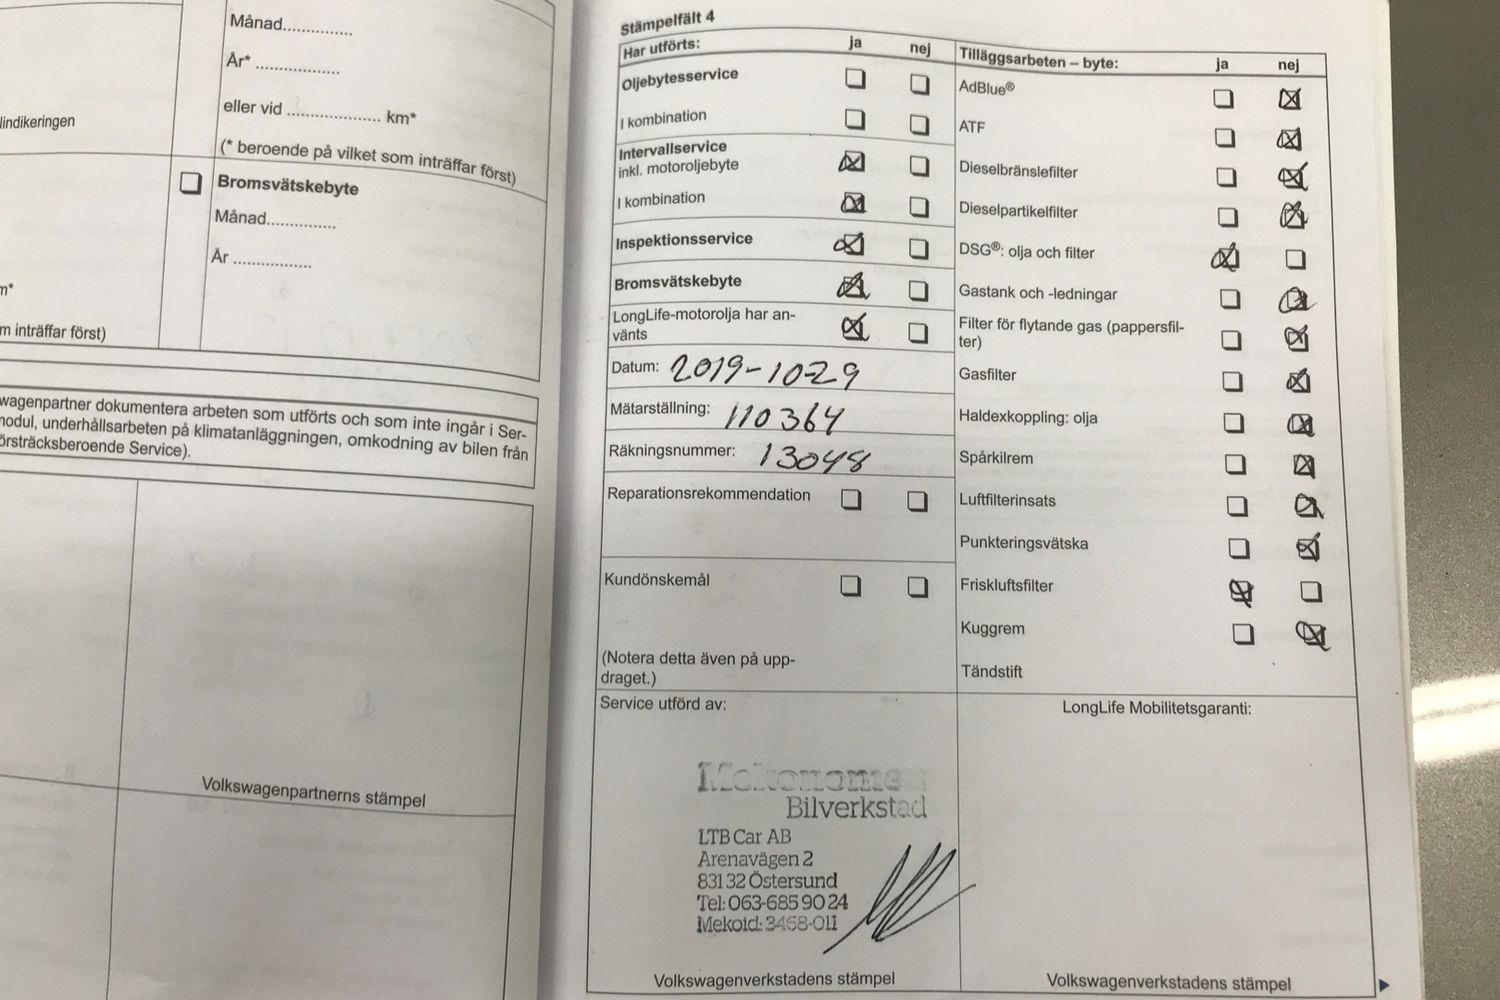 Månad...............
År* .................
eller vid ................... km*
(* beroende på vilket som inträffar först)
lindikeringen
Bromsvätskebyte
Månad..............
År ................
m*
m inträffar först)
wagenpartner dokumentera arbeten som utförts och som inte ingår i Ser-
modul, underhållsarbeten på klimatanläggningen, omkodning av bilen från
örsträcksberoende Service).
Volkswagenpartnerns stämpel
Stämpelfält 4
Har utförts: ja nej
Oljebytesservice
I kombination
Intervallservice
inkl. motoroljebyte
I kombination
Inspektionsservice
Bromsvätskebyte
LongLife-motorolja har an-
vänts
Datum: 2019-10-29
Mätarställning: 110364
Räkningsnummer: 13048
Reparationsrekommendation
Kundönskemål
(Notera detta även på upp-
draget.)
Tilläggsarbeten – byte: ja nej
AdBlue®
ATF
Dieselbränslefilter
Dieselpartikelfilter
DSG®: olja och filter
Gastank och -ledningar
Filter för flytande gas (pappersfil-
ter)
Gasfilter
Haldexkoppling: olja
Spårkilrem
Luftfilterinsats
Punkteringsvätska
Friskluftsfilter
Kuggrem
Tändstift
Service utförd av:
Mekonomen
Bilverkstad
LTB Car AB
Arenavägen 2
831 32 Östersund
Tel: 063-685 90 24
MekoId: 3468-011
Volkswagenverkstadens stämpel
LongLife Mobilitetsgaranti:
Volkswagenverkstadens stämpel